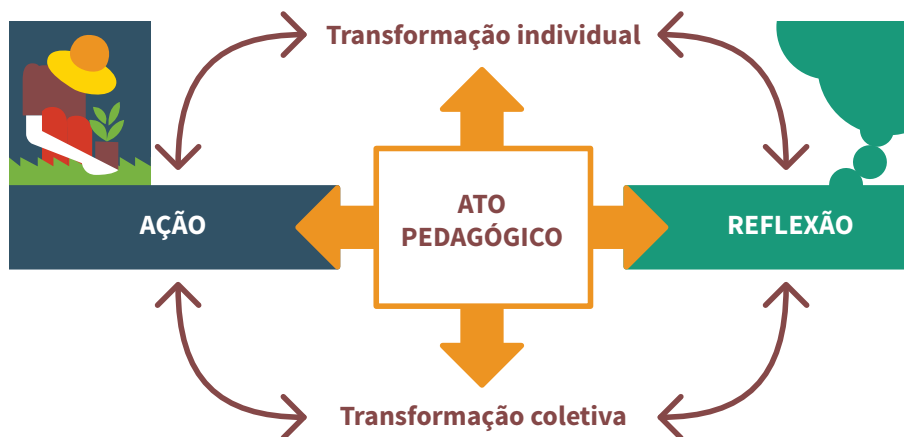 Transformação individual
AÇÃO
ATO
PEDAGÓGICO
REFLEXÃO
Transformação coletiva